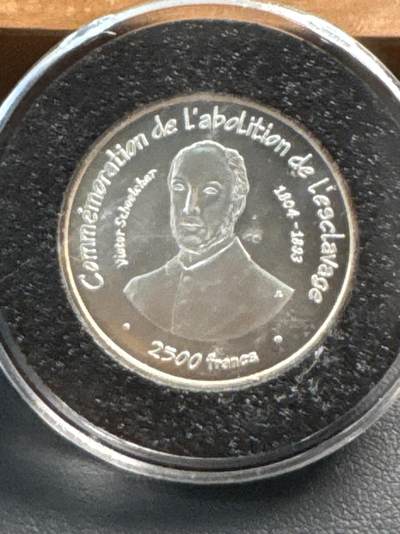 Commémoration de l'abolition de l'esclavage
Victor Schoelcher
1804 - 1893
2500 francs